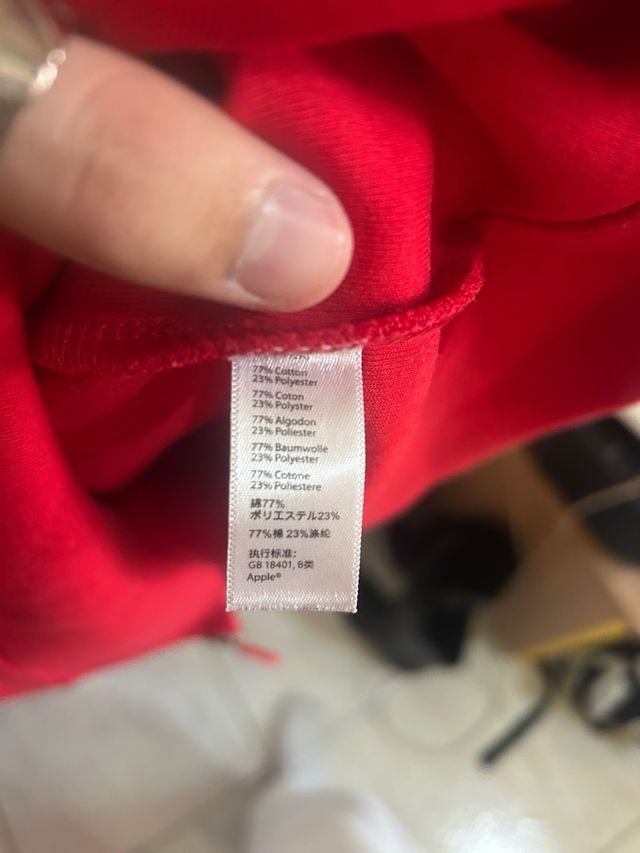 77% Cotton
23% Polyester
77% Coton
23% Polyster
77% Algodon
23% Poliester
77% Baumwolle
23% Polyester
77% Cotone
23% Poliestere
綿77%
ポリエステル23%
77%棉 23%涤纶
执行标准：
GB 18401, B类
Apple®